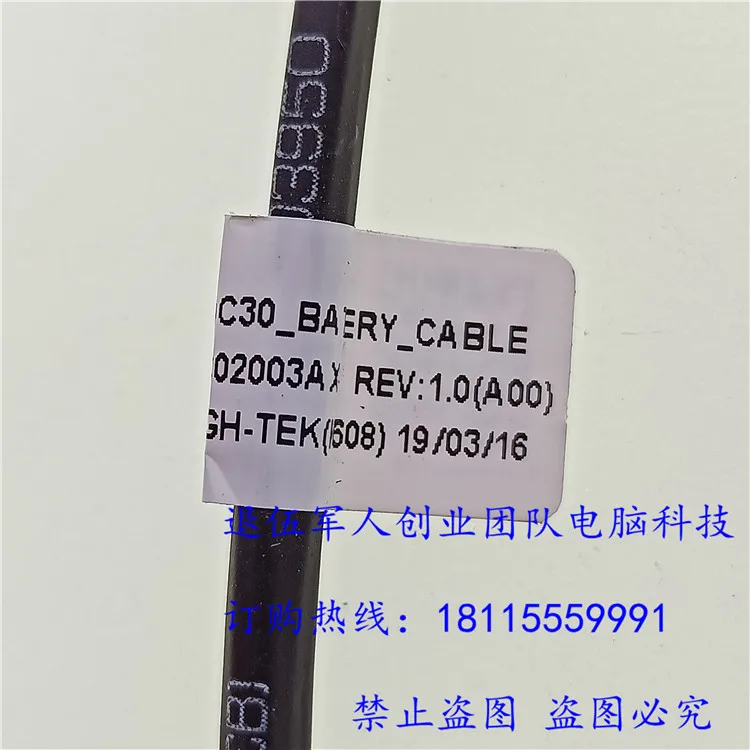 03950
C30_BAERY_CABLE
02003AX REV:1.0(A00)
GH-TEK(608) 19/03/16
退伍军人创业团队电脑科技
订购热线：18115559991
禁止盗图 盗图必究